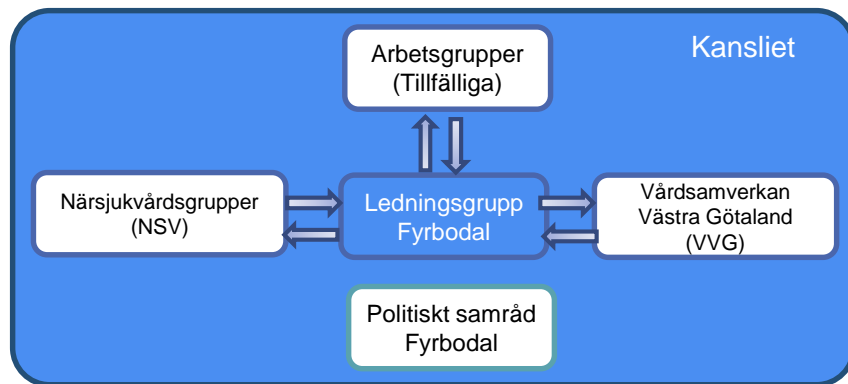 Kansliet
Arbetsgrupper
(Tillfälliga)
Närsjukvårdsgrupper
(NSV)
Ledningsgrupp
Fyrbodal
Vårdsamverkan
Västra Götaland
(VVG)
Politiskt samråd
Fyrbodal